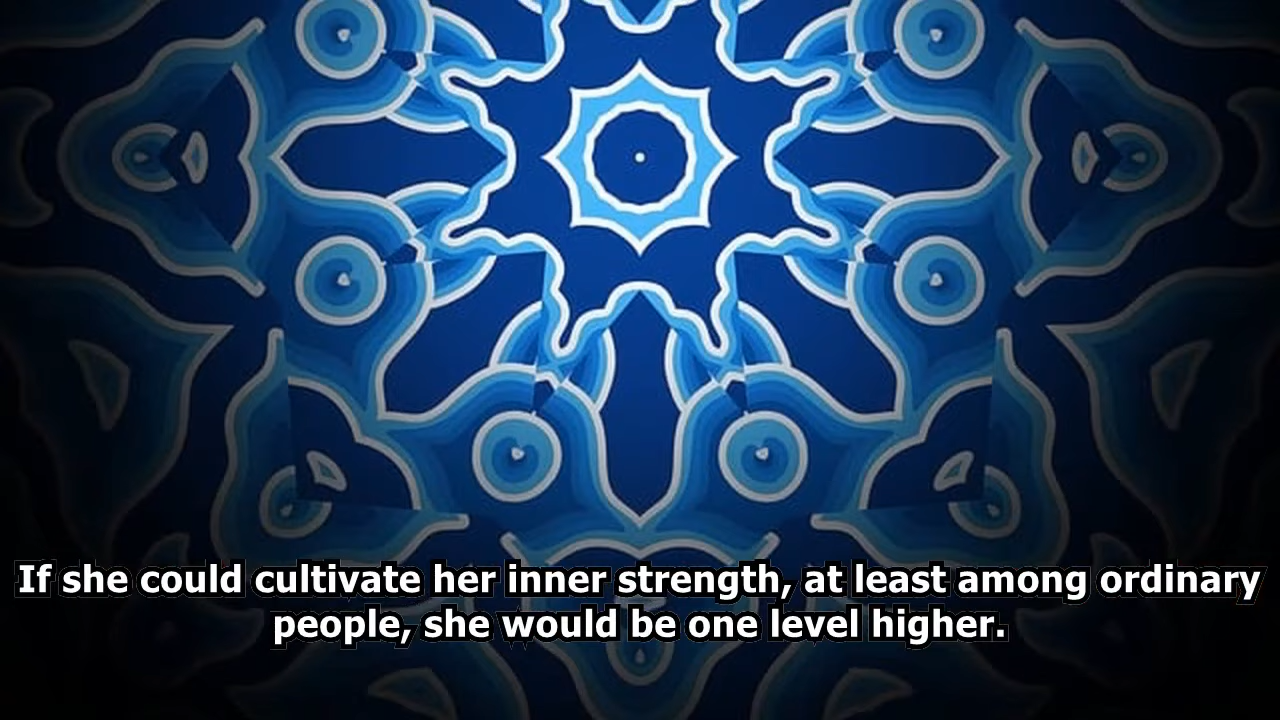 If she could cultivate her inner strength, at least among ordinary
people, she would be one level higher.